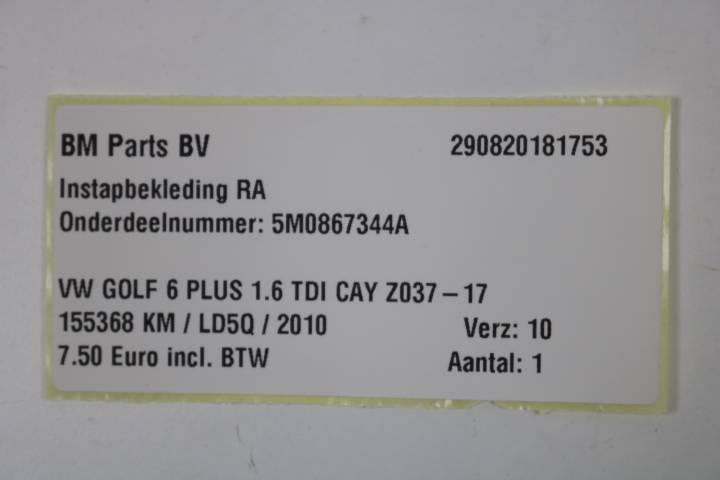 BM Parts BV 290820181753
Instapbekleding RA
Onderdeelnummer: 5M0867344A
VW GOLF 6 PLUS 1.6 TDI CAY Z037 – 17
155368 KM / LD5Q / 2010 Verz: 10
7.50 Euro incl. BTW Aantal: 1